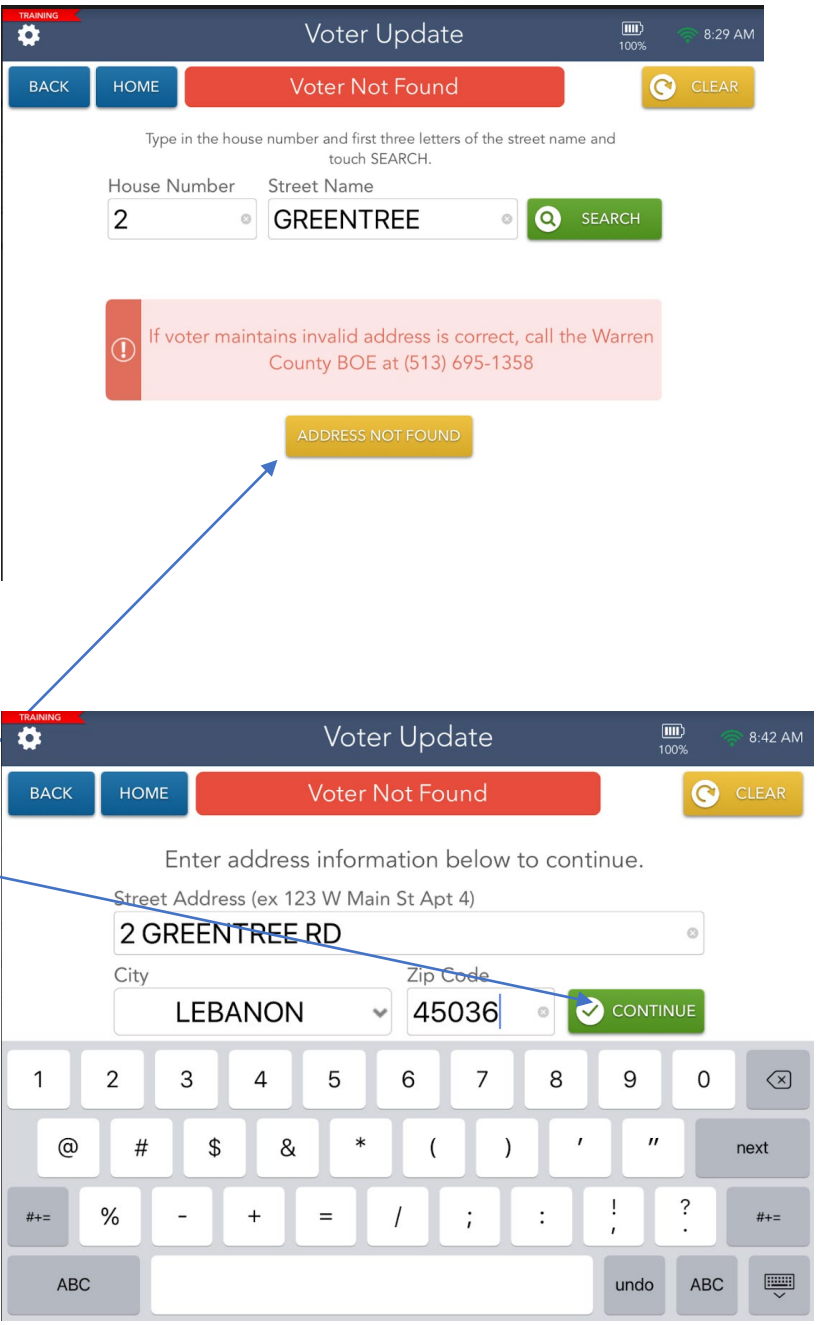 TRAINING
Voter Update
100%
8:29 AM
BACK
HOME
Voter Not Found
CLEAR
Type in the house number and first three letters of the street name and
touch SEARCH.
House Number
Street Name
2
GREENTREE
SEARCH
If voter maintains invalid address is correct, call the Warren
County BOE at (513) 695-1358
ADDRESS NOT FOUND
TRAINING
Voter Update
100%
8:42 AM
BACK
HOME
Voter Not Found
CLEAR
Enter address information below to continue.
Street Address (ex 123 W Main St Apt 4)
2 GREENTREE RD
City
Zip Code
LEBANON
45036
CONTINUE
1 2 3 4 5 6 7 8 9 0
@ # $ & * ( ) ' " next
#+= % - + = / ; : ! , ? . #+=
ABC undo ABC